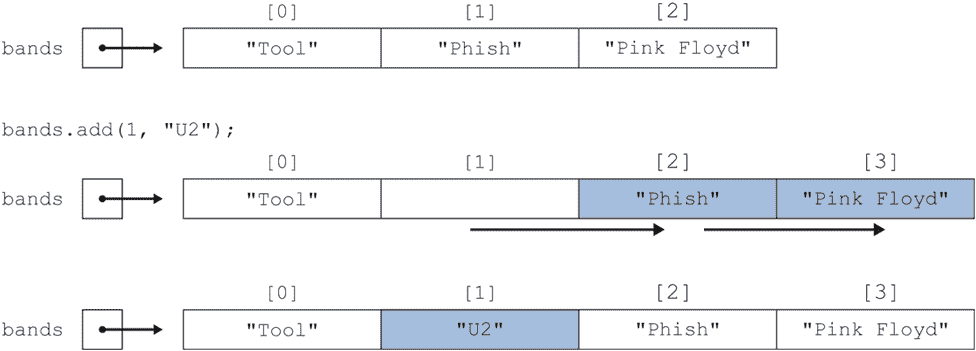 [0] [1] [2]
bands "Tool" "Phish" "Pink Floyd"
bands.add(1, "U2");
[0] [1] [2] [3]
bands "Tool" "Phish" "Pink Floyd"
[0] [1] [2] [3]
bands "Tool" "U2" "Phish" "Pink Floyd"